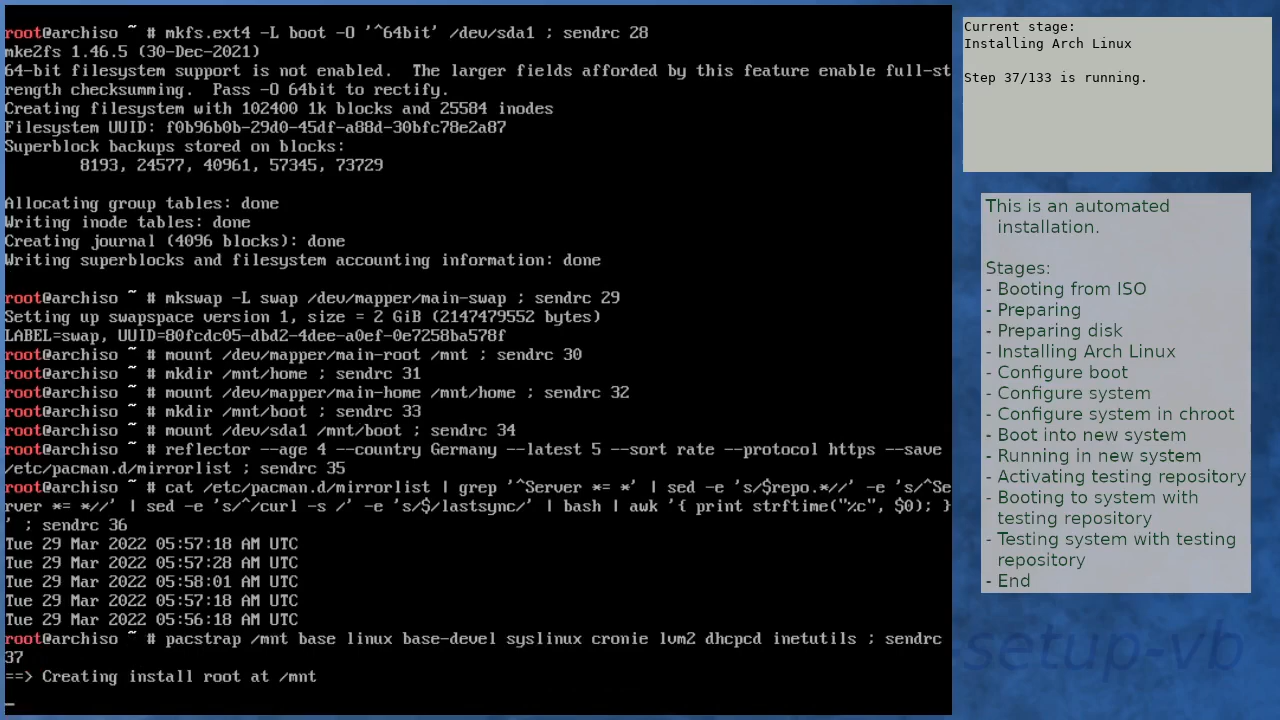 root@archiso ~ # mkfs.ext4 -L boot -O '^64bit' /dev/sda1 ; sendrc 28
mke2fs 1.46.5 (30-Dec-2021)
64-bit filesystem support is not enabled.  The larger fields afforded by this feature enable full-st
rength checksumming.  Pass -O 64bit to rectify.
Creating filesystem with 102400 1k blocks and 25584 inodes
Filesystem UUID: f0b96b0b-29d0-45df-a88d-30bfc78e2a87
Superblock backups stored on blocks:
        8193, 24577, 40961, 57345, 73729

Allocating group tables: done
Writing inode tables: done
Creating journal (4096 blocks): done
Writing superblocks and filesystem accounting information: done

root@archiso ~ # mkswap -L swap /dev/mapper/main-swap ; sendrc 29
Setting up swapspace version 1, size = 2 GiB (2147479552 bytes)
LABEL=swap, UUID=80fcdc05-dbd2-4dee-a0ef-0e7258ba578f
root@archiso ~ # mount /dev/mapper/main-root /mnt ; sendrc 30
root@archiso ~ # mkdir /mnt/home ; sendrc 31
root@archiso ~ # mount /dev/mapper/main-home /mnt/home ; sendrc 32
root@archiso ~ # mkdir /mnt/boot ; sendrc 33
root@archiso ~ # mount /dev/sda1 /mnt/boot ; sendrc 34
root@archiso ~ # reflector --age 4 --country Germany --latest 5 --sort rate --protocol https --save
/etc/pacman.d/mirrorlist ; sendrc 35
root@archiso ~ # cat /etc/pacman.d/mirrorlist | grep '^Server *= *' | sed -e 's/$repo.*//' -e 's/^Se
rver *= *//' | sed -e 's/^/curl -s /' -e 's/$/lastsync/' | bash | awk '{ print strftime("%c", $0); }
' ; sendrc 36
Tue 29 Mar 2022 05:57:18 AM UTC
Tue 29 Mar 2022 05:57:28 AM UTC
Tue 29 Mar 2022 05:58:01 AM UTC
Tue 29 Mar 2022 05:57:18 AM UTC
Tue 29 Mar 2022 05:56:18 AM UTC
root@archiso ~ # pacstrap /mnt base linux base-devel syslinux cronie lvm2 dhcpcd inetutils ; sendrc
37
==> Creating install root at /mnt
_
Current stage:
Installing Arch Linux

Step 37/133 is running.
This is an automated
installation.

Stages:
- Booting from ISO
- Preparing
- Preparing disk
- Installing Arch Linux
- Configure boot
- Configure system
- Configure system in chroot
- Boot into new system
- Running in new system
- Activating testing repository
- Booting to system with
testing repository
- Testing system with testing
repository
- End
setup-vb